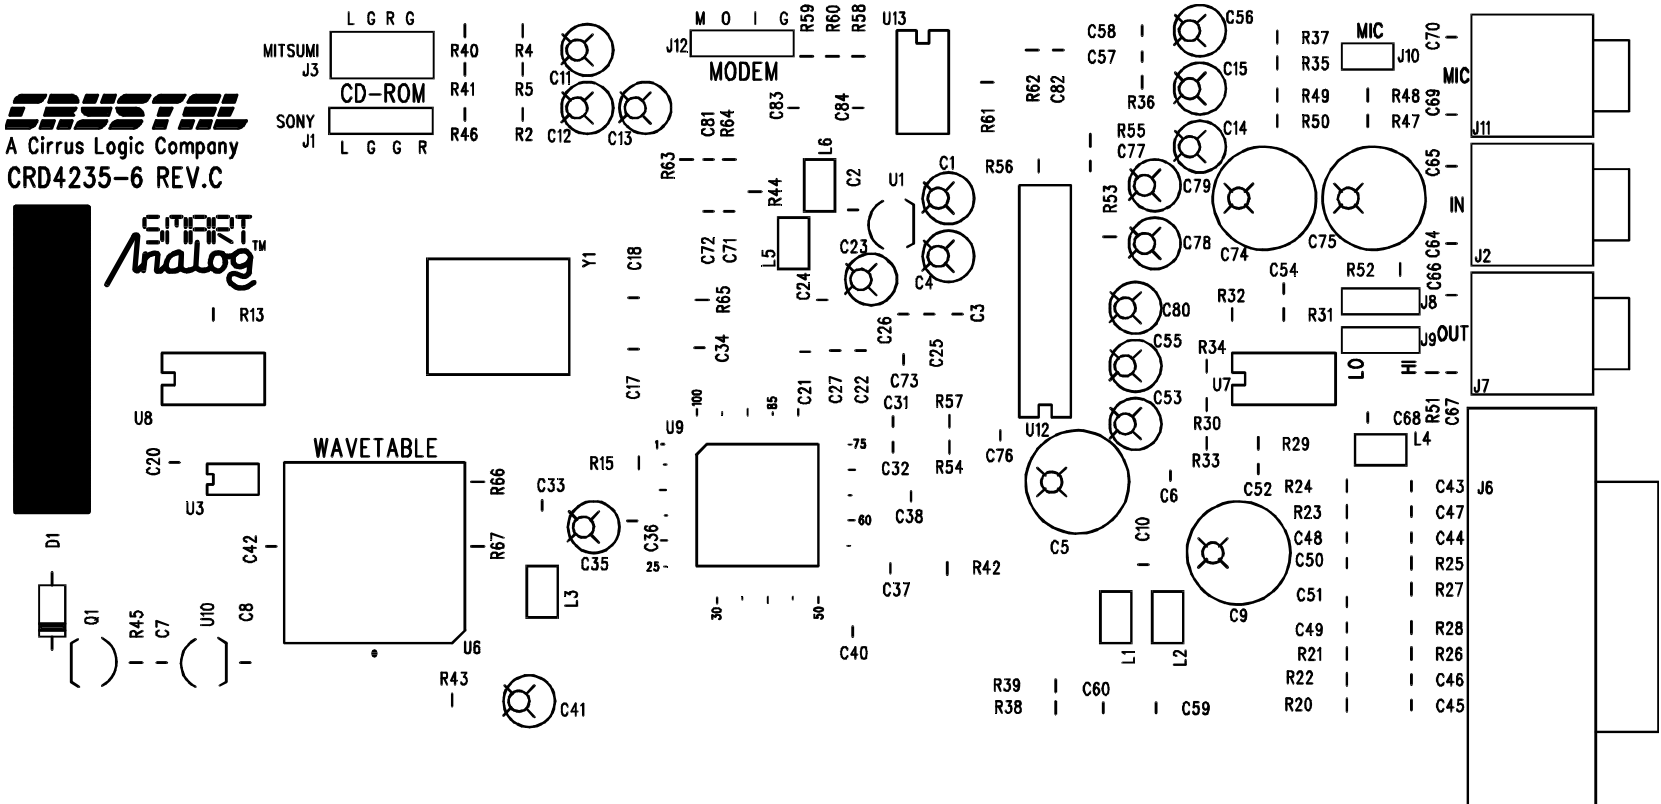 L G R G
MITSUMI
J3
CD-ROM
SONY
J1
L G G R
R40
R4
R41
R5
R46
R2
C11
C12
C13
CRYSTAL
A Cirrus Logic Company
CRD4235-6 REV.C
SMART
Analog™
M O I G
J12
MODEM
R59
R60
R58
U13
C81
R64
C83
C84
R63
R44
L6
C2
U1
C1
C72
C71
L5
C23
C24
C4
C18
Y1
R65
C34
C17
C26
C3
C25
C73
C21
C27
C22
C58
C57
C56
C15
R62
C82
R61
R36
R55
C77
C14
R56
R53
C79
C78
C74
C75
R37
R35
R49
R50
MIC
J10
R48
R47
C70
MIC
C69
J11
C65
IN
C64
J2
C66
C54
R52
R32
R31
J8
J9
OUT
LO
HI
J7
C80
C55
C53
R34
U7
R30
R33
R29
C52
C68
R51
C67
L4
R13
U8
C20
U3
WAVETABLE
R66
R67
C42
U6
D1
Q1
R45
C7
U10
C8
R43
C41
R15
C33
C35
C36
L3
U9
100
85
1
75
60
25
30
50
C31
R57
C32
R54
C76
C38
C37
R42
C40
U12
C5
C6
C10
C9
L1
L2
R39
R38
C60
C59
R24
R23
C48
C50
C51
C49
R21
R22
R20
C43
C47
C44
R25
R27
R28
R26
C46
C45
J6